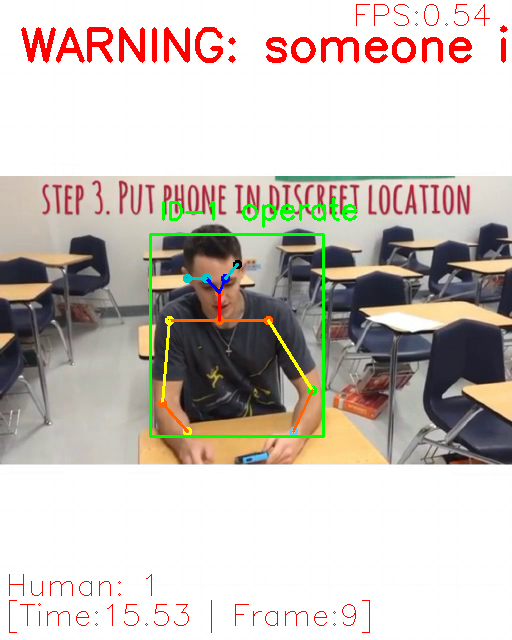 FPS:0.54
WARNING: someone i
STEP 3. PUT PHONE IN DISCREET LOCATION
ID-1 operate
Human: 1
[Time:15.53 | Frame:9]